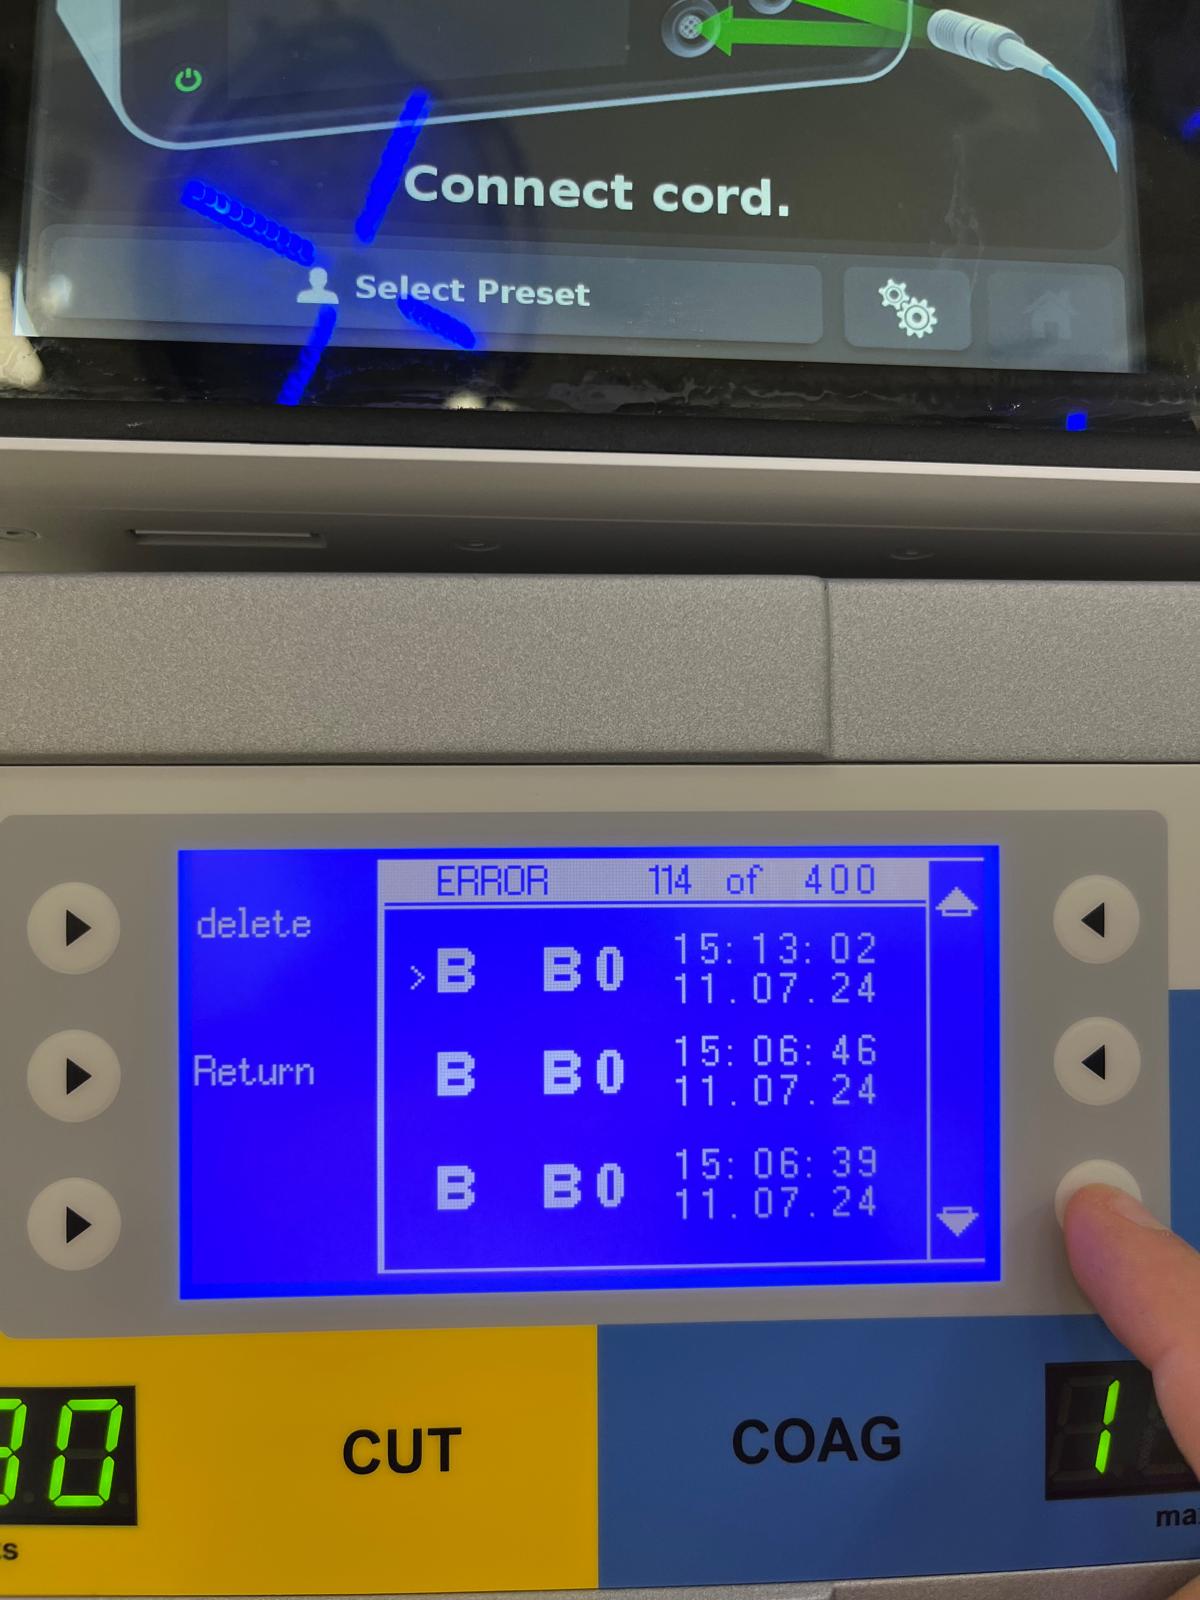 Connect cord.
Select Preset
ERROR 114 of 400
delete
>B B0 15:13:02
11.07.24
Return
B B0 15:06:46
11.07.24
B B0 15:06:39
11.07.24
80
CUT
COAG
1